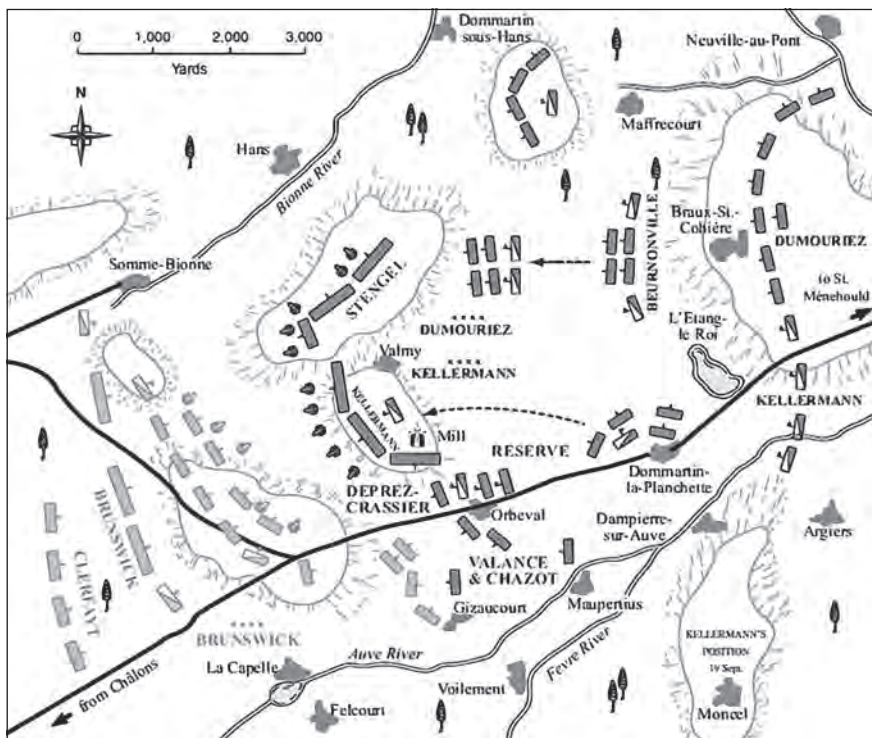 0 1,000 2,000 3,000
Yards
N
Dommartin
sous-Hans
Neuville-au-Pont
Maffrecourt
Hans
Bionne River
Braux-St.-
Cohière
DUMOURIEZ
BEURNONVILLE
to St.
Ménehould
Somme-Bionne
STENGEL
DUMOURIEZ
L'Etang-
le Roi
Valmy
KELLERMANN
KELLERMANN
KELLERMANN
Mill
RESERVE
Dommartin-
la-Planchette
DEPREZ-
CRASSIER
Orbeval
Dampierre-
sur-Auve
Argiers
BRUNSWICK
CLERFAYT
VALANCE
& CHAZOT
Gizaucourt
Maupertius
BRUNSWICK
KELLERMANN'S
POSITION
19 Sept.
La Capelle
Auve River
Fevre River
from Châlons
Voilement
Felcourt
Moncel